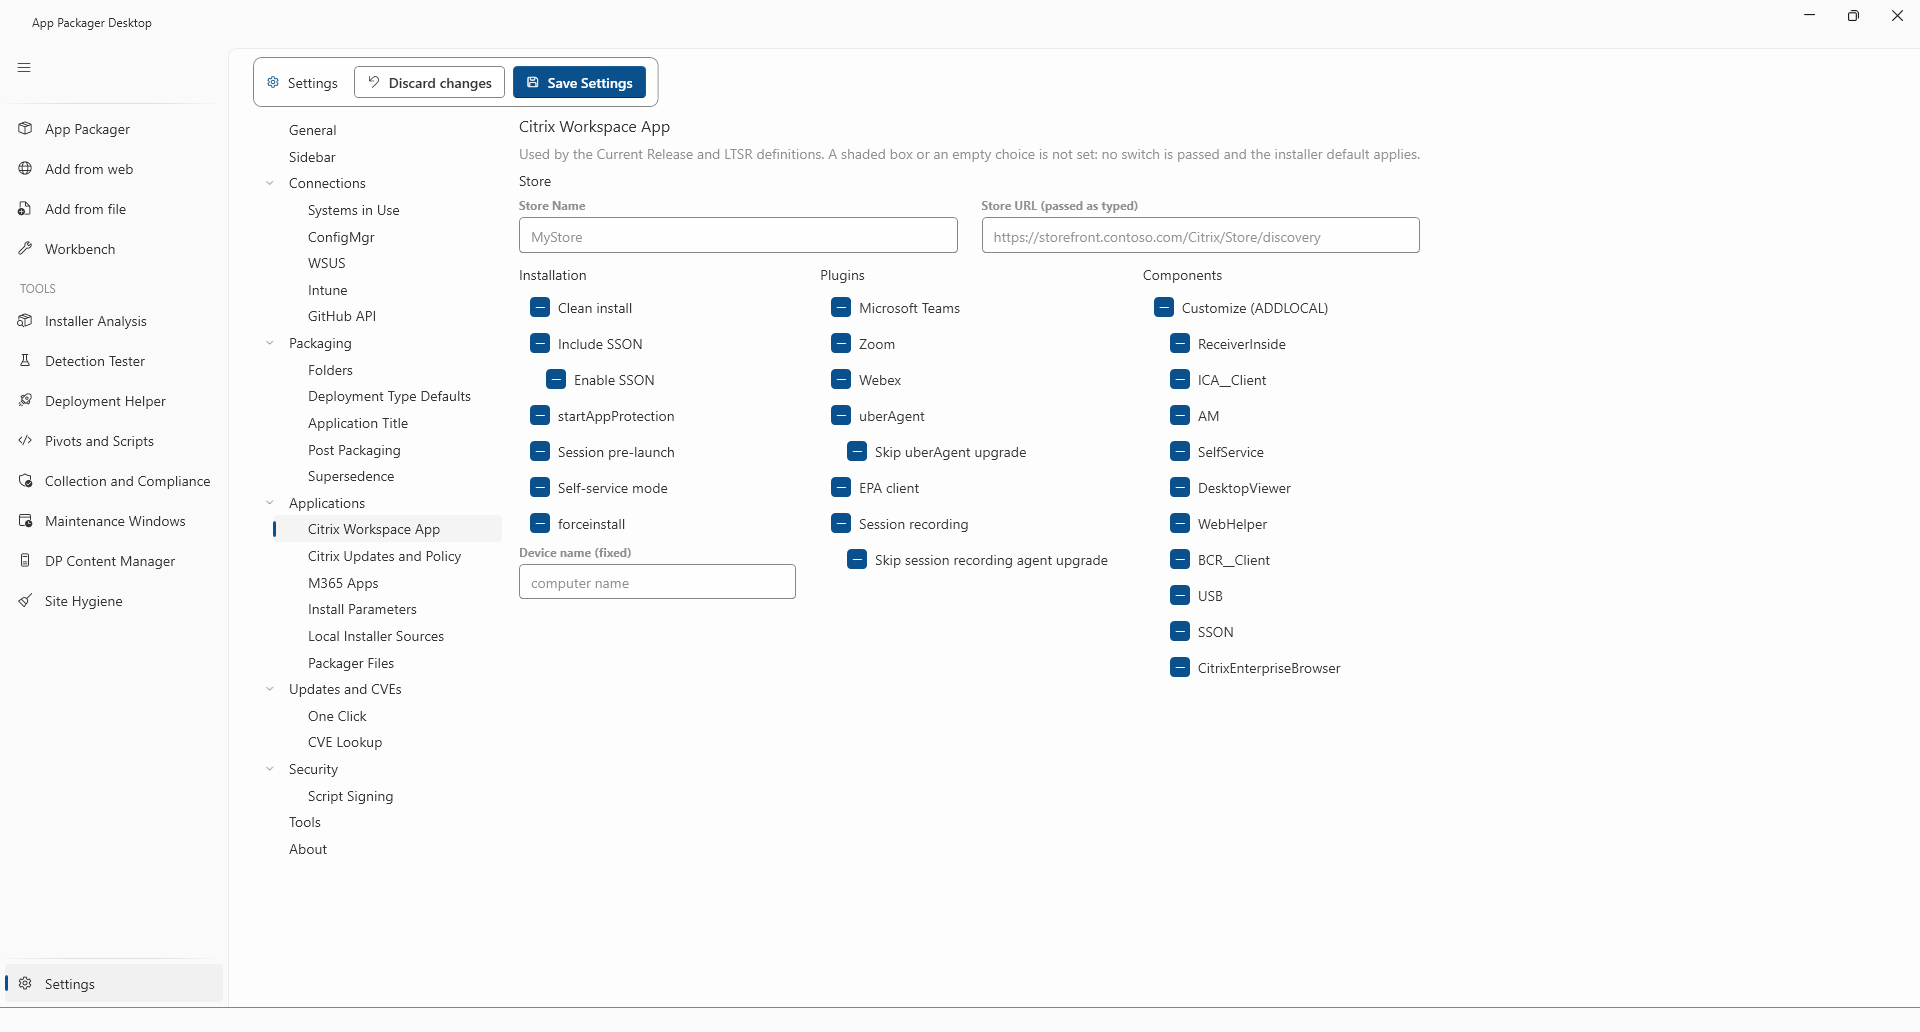 App Packager Desktop
Settings
Discard changes
Save Settings
App Packager
Add from web
Add from file
Workbench
TOOLS
Installer Analysis
Detection Tester
Deployment Helper
Pivots and Scripts
Collection and Compliance
Maintenance Windows
DP Content Manager
Site Hygiene
Settings
General
Sidebar
Connections
Systems in Use
ConfigMgr
WSUS
Intune
GitHub API
Packaging
Folders
Deployment Type Defaults
Application Title
Post Packaging
Supersedence
Applications
Citrix Workspace App
Citrix Updates and Policy
M365 Apps
Install Parameters
Local Installer Sources
Packager Files
Updates and CVEs
One Click
CVE Lookup
Security
Script Signing
Tools
About
Citrix Workspace App
Used by the Current Release and LTSR definitions. A shaded box or an empty choice is not set: no switch is passed and the installer default applies.
Store
Store Name
MyStore
Store URL (passed as typed)
https://storefront.contoso.com/Citrix/Store/discovery
Installation
Clean install
Include SSON
Enable SSON
startAppProtection
Session pre-launch
Self-service mode
forceinstall
Device name (fixed)
computer name
Plugins
Microsoft Teams
Zoom
Webex
uberAgent
Skip uberAgent upgrade
EPA client
Session recording
Skip session recording agent upgrade
Components
Customize (ADDLOCAL)
ReceiverInside
ICA_Client
AM
SelfService
DesktopViewer
WebHelper
BCR_Client
USB
SSON
CitrixEnterpriseBrowser